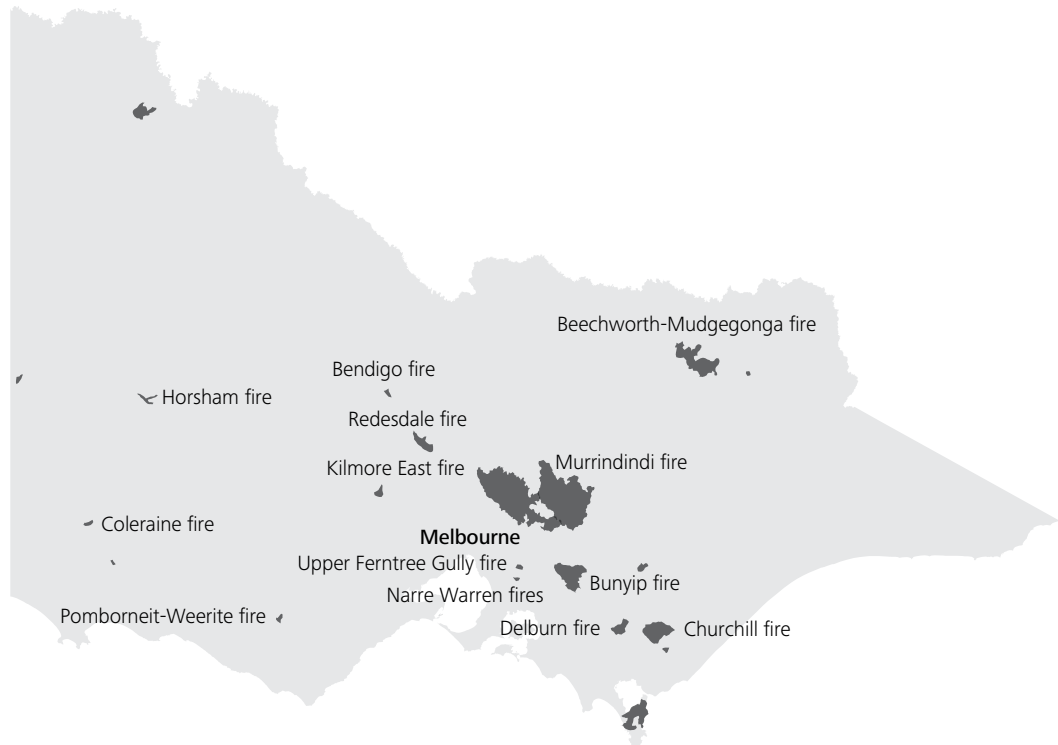 Beechworth-Mudgegonga fire
Bendigo fire
Horsham fire
Redesdale fire
Kilmore East fire
Murrindindi fire
Coleraine fire
Melbourne
Upper Ferntree Gully fire
Bunyip fire
Narre Warren fires
Pomborneit-Weerite fire
Delburn fire
Churchill fire